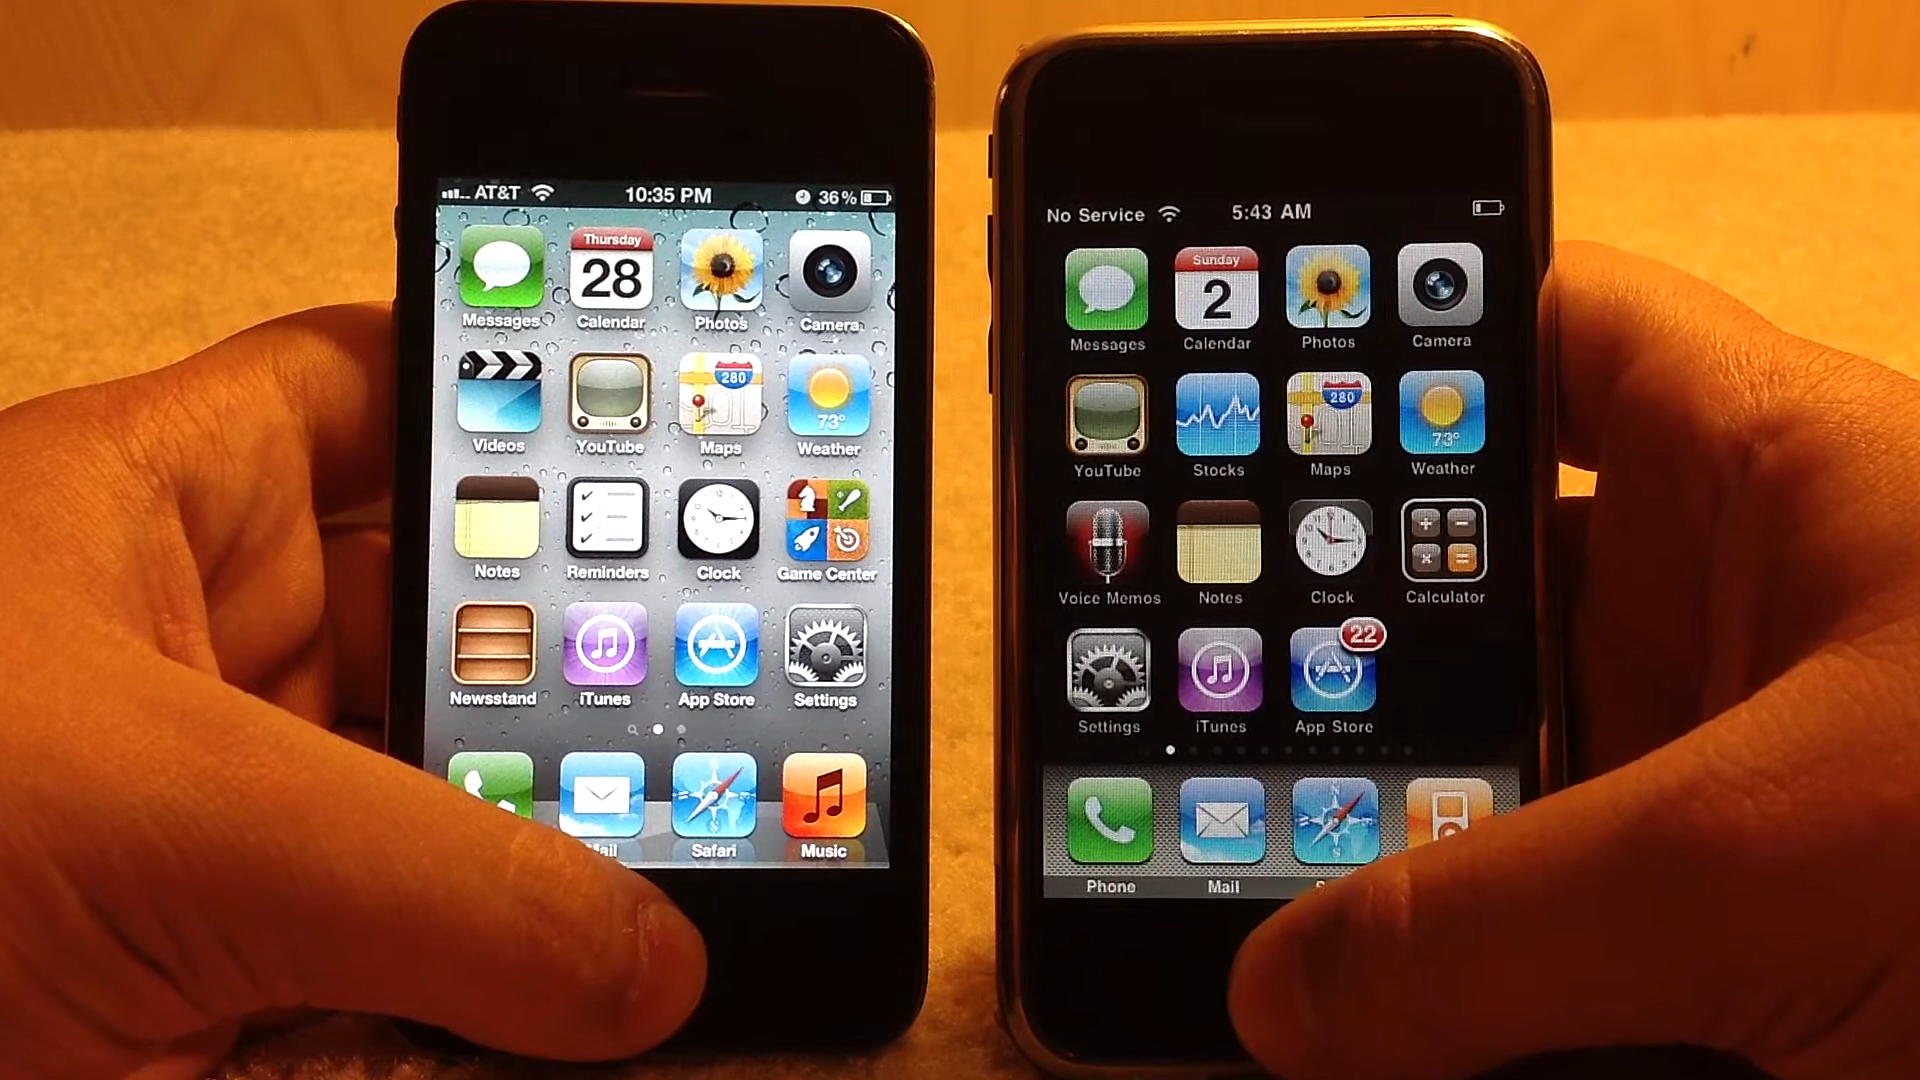 AT&T 10:35 PM 36%
Thursday
28
Messages Calendar Photos Camera
280
73°
Videos YouTube Maps Weather
Notes Reminders Clock Game Center
Newsstand iTunes App Store Settings
Mail Safari Music
No Service 5:43 AM
Sunday
2
Messages Calendar Photos Camera
280
73°
YouTube Stocks Maps Weather
Voice Memos Notes Clock Calculator
22
Settings iTunes App Store
Phone Mail